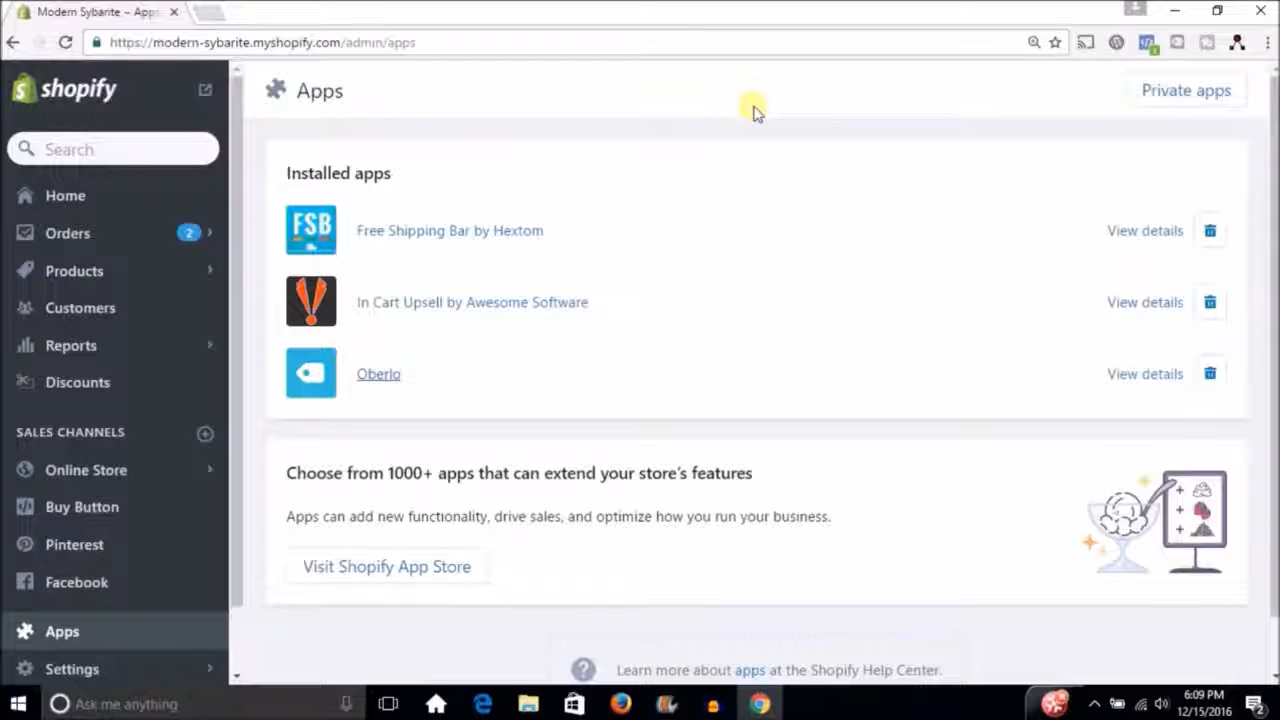 Modern Sybarite – Apps
https://modern-sybarite.myshopify.com/admin/apps
shopify
Search
Home
Orders 2
Products
Customers
Reports
Discounts
SALES CHANNELS
Online Store
Buy Button
Pinterest
Facebook
Apps
Settings
Apps
Private apps
Installed apps
FSB
Free Shipping Bar by Hextom
View details
In Cart Upsell by Awesome Software
View details
Oberlo
View details
Choose from 1000+ apps that can extend your store's features
Apps can add new functionality, drive sales, and optimize how you run your business.
Visit Shopify App Store
Learn more about apps at the Shopify Help Center.
Ask me anything
6:09 PM
12/15/2016
2